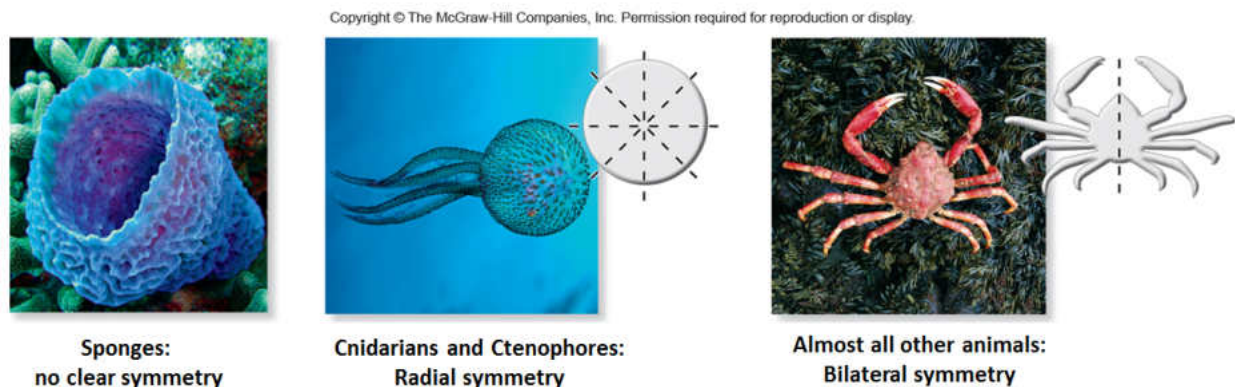 Copyright © The McGraw-Hill Companies, Inc. Permission required for reproduction or display.
Sponges:
no clear symmetry
Cnidarians and Ctenophores:
Radial symmetry
Almost all other animals:
Bilateral symmetry